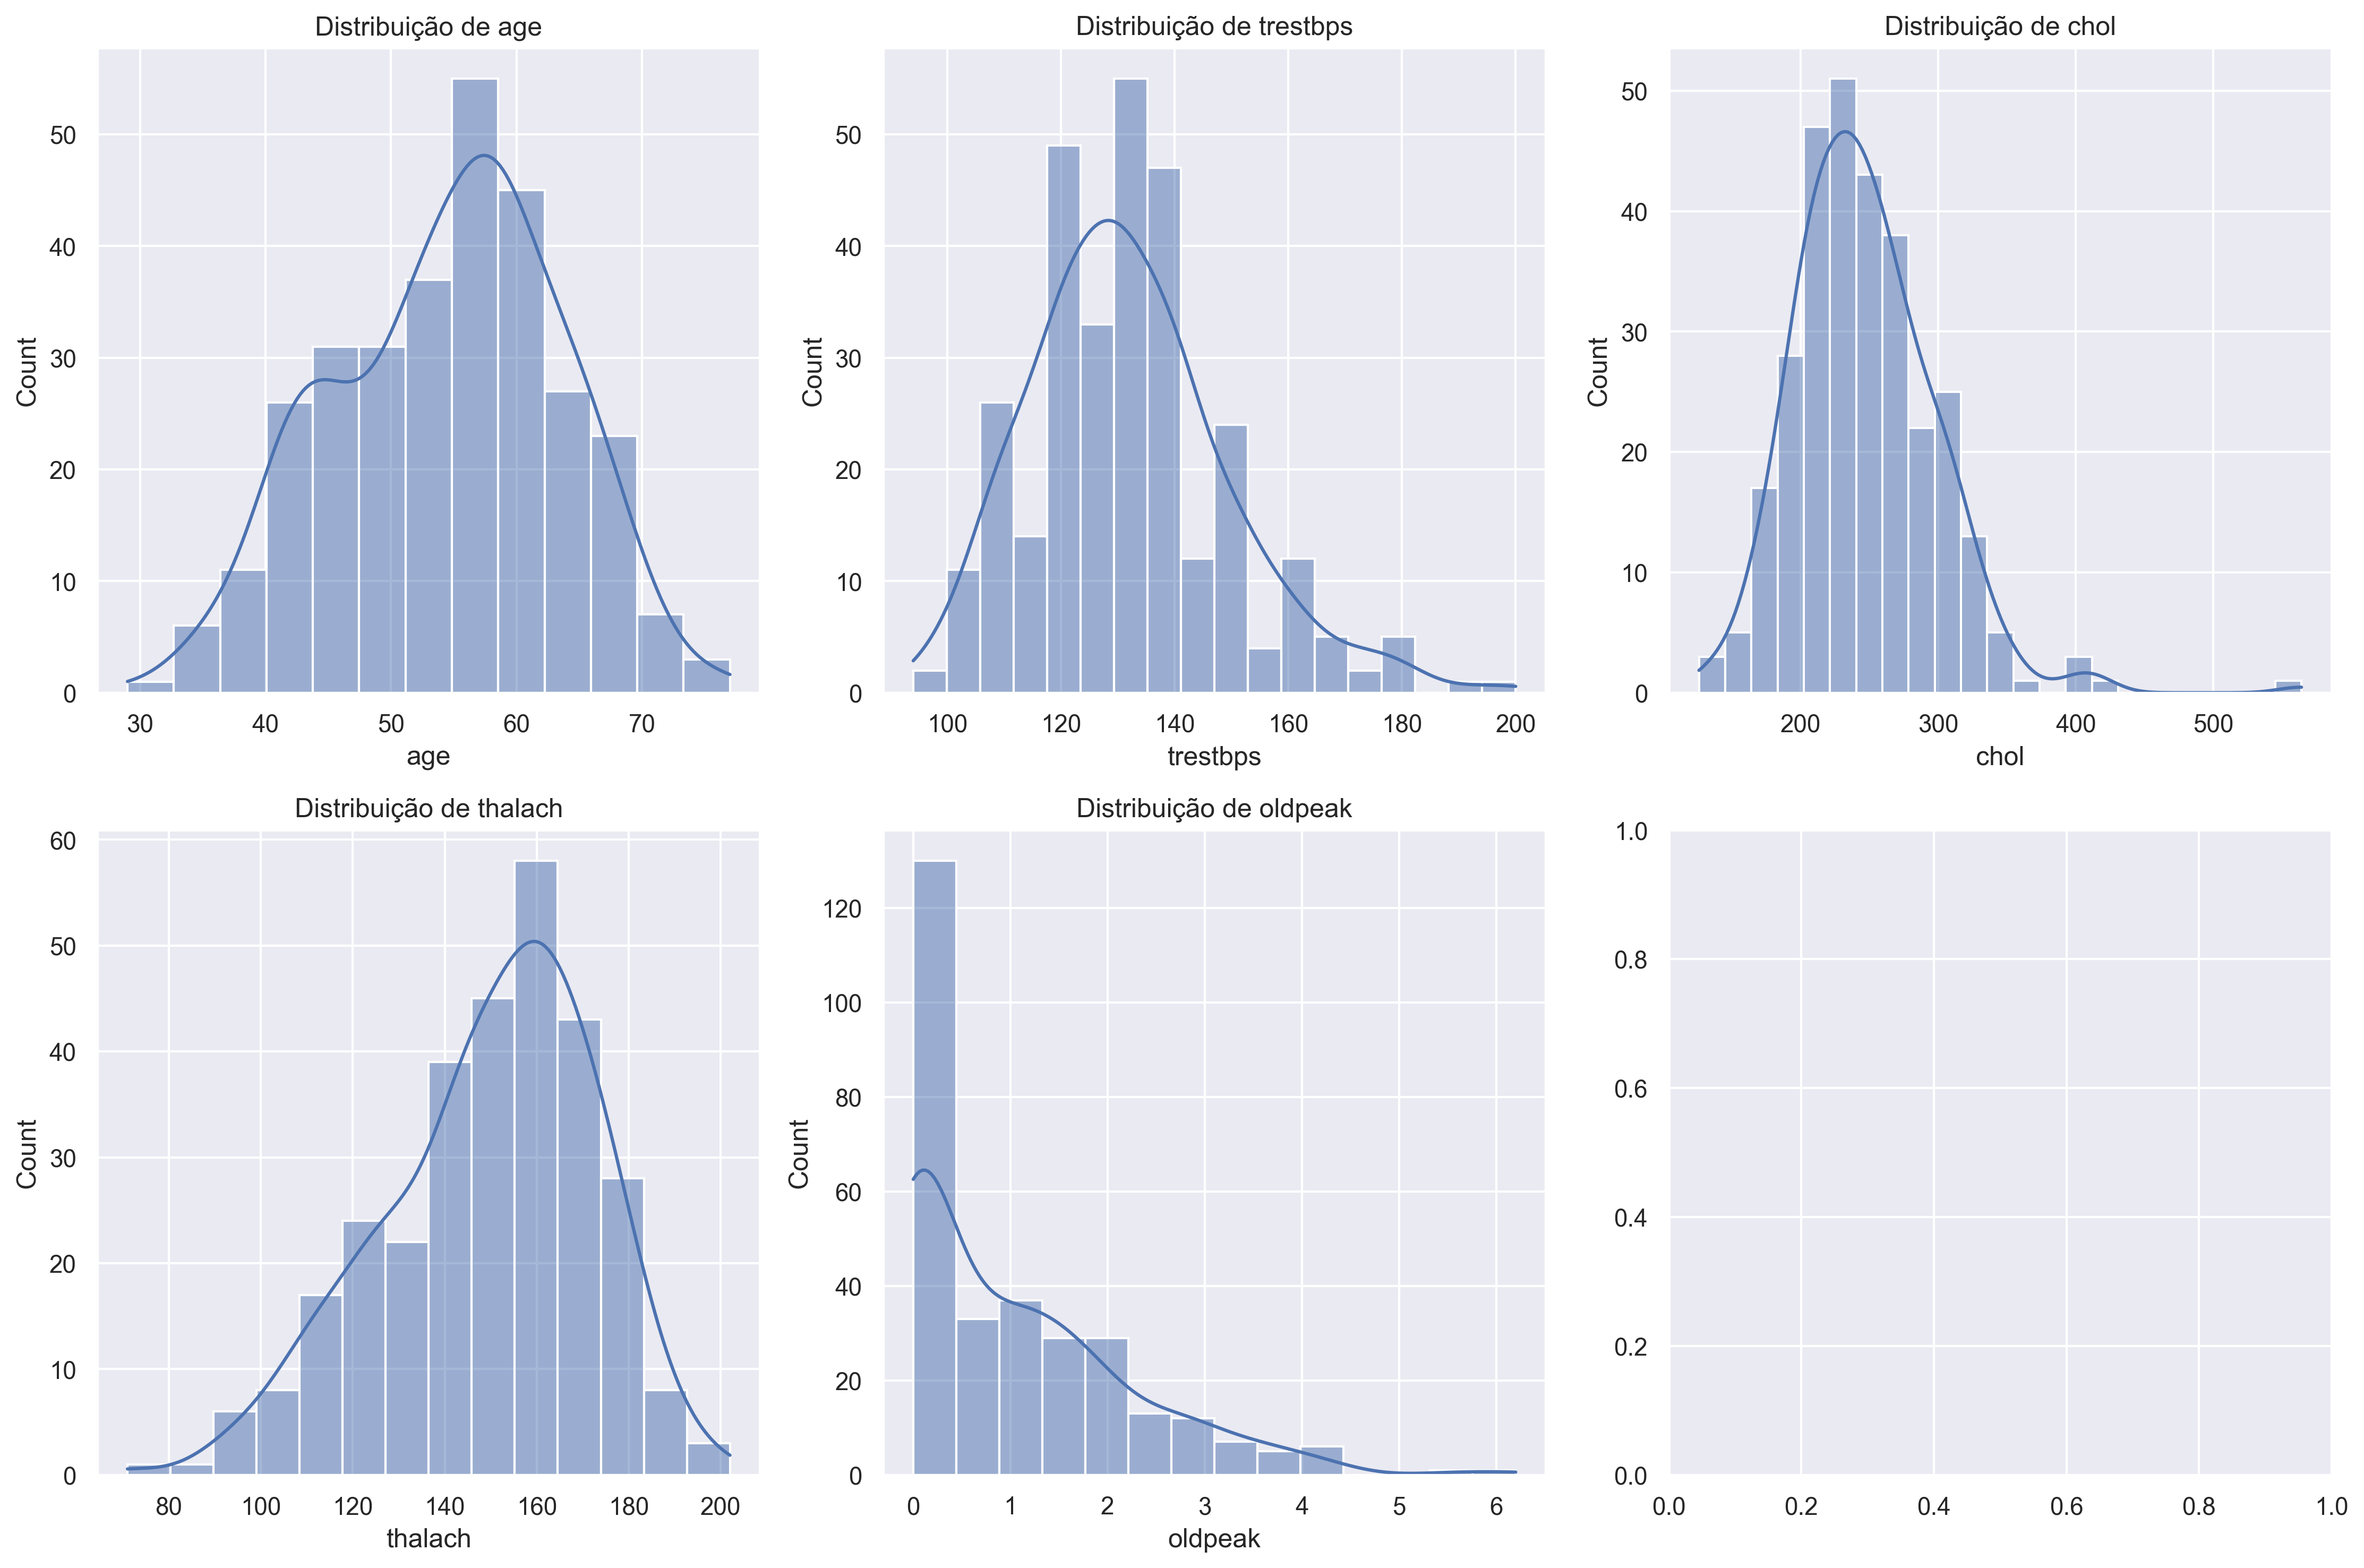 Distribuição de age
Count
50
40
30
20
10
0
30 40 50 60 70
age
Distribuição de trestbps
Count
50
40
30
20
10
0
100 120 140 160 180 200
trestbps
Distribuição de chol
Count
50
40
30
20
10
0
200 300 400 500
chol
Distribuição de thalach
Count
60
50
40
30
20
10
0
80 100 120 140 160 180 200
thalach
Distribuição de oldpeak
Count
120
100
80
60
40
20
0
0 1 2 3 4 5 6
oldpeak
1.0
0.8
0.6
0.4
0.2
0.0
0.0 0.2 0.4 0.6 0.8 1.0